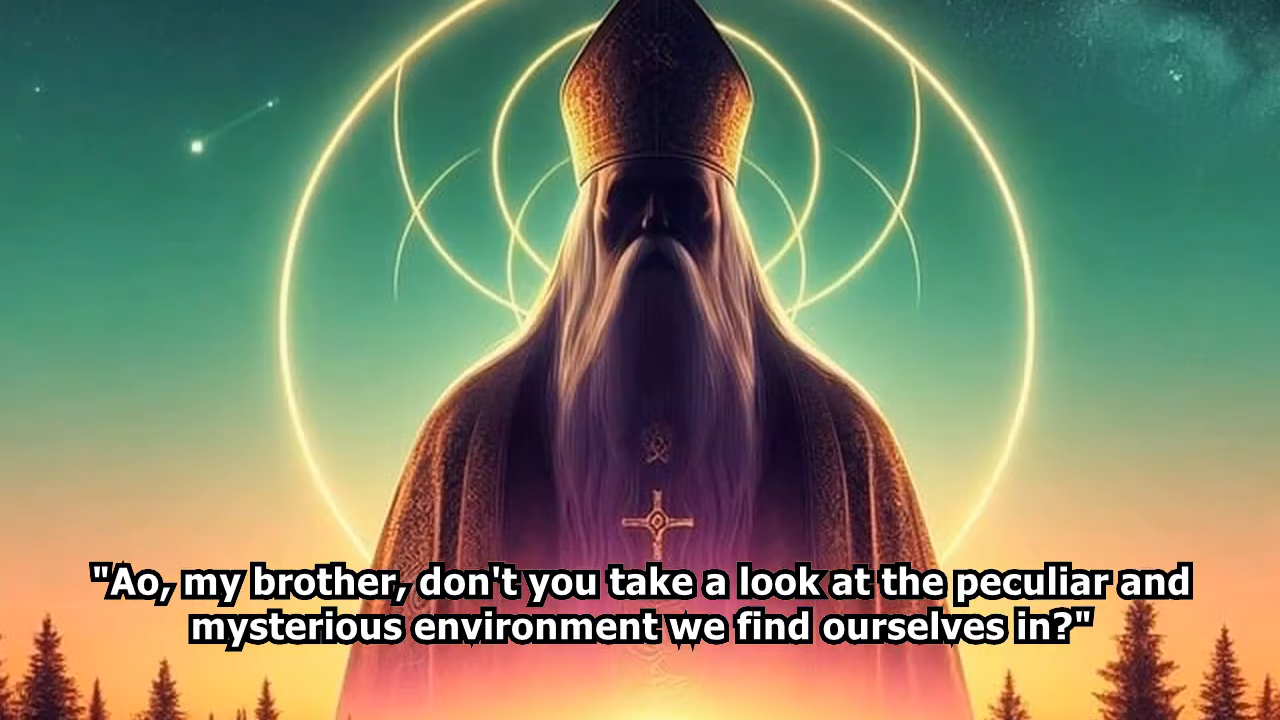 "Ao, my brother, don't you take a look at the peculiar and
mysterious environment we find ourselves in?"